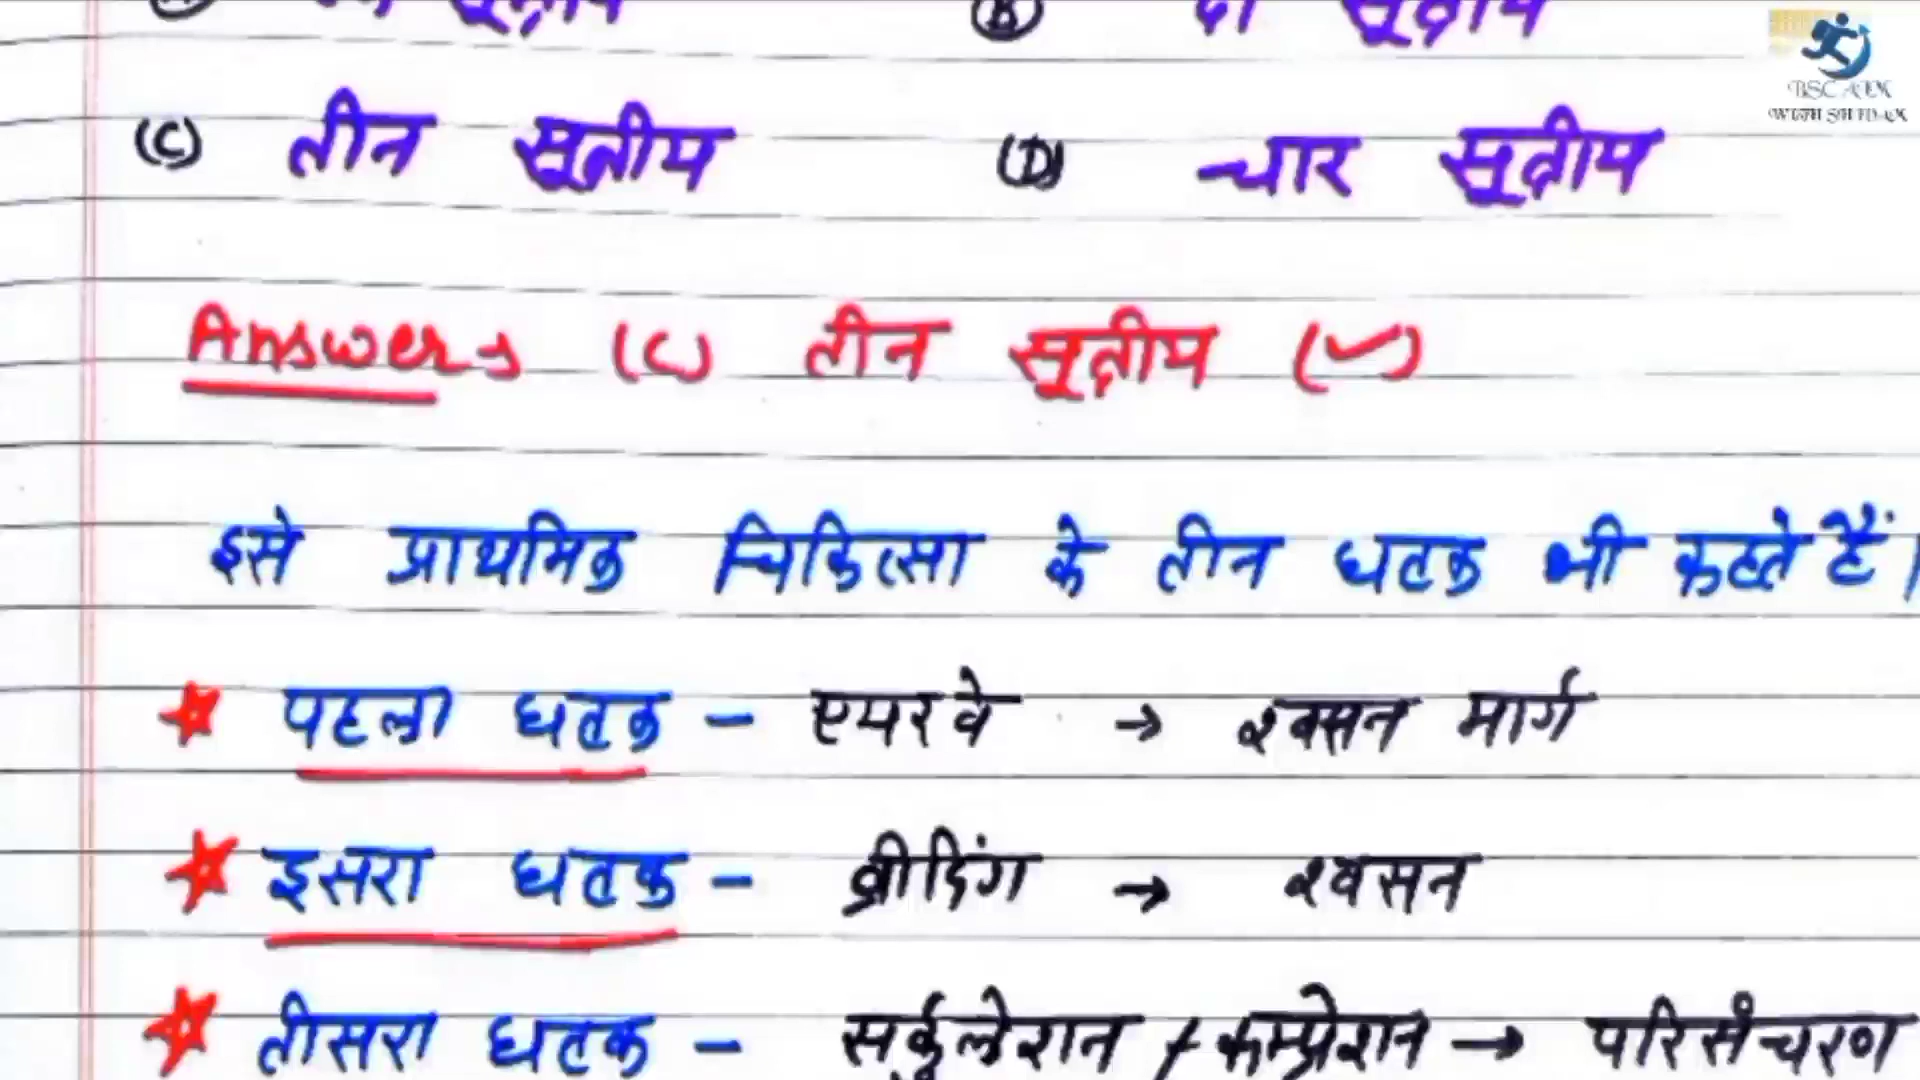 (B) दो सूत्रीय
(C) तीन सूत्रीय (D) चार सूत्रीय
Answer → (C) तीन सूत्रीय (✓)
इसे प्राथमिक चिकित्सा के तीन घटक भी कहते हैं।
★ पहला घटक - एयरवे → श्वसन मार्ग
★ दूसरा घटक - ब्रीदिंग → श्वसन
★ तीसरा घटक - सर्कुलेशन / कम्प्रेशन → परिसंचरण